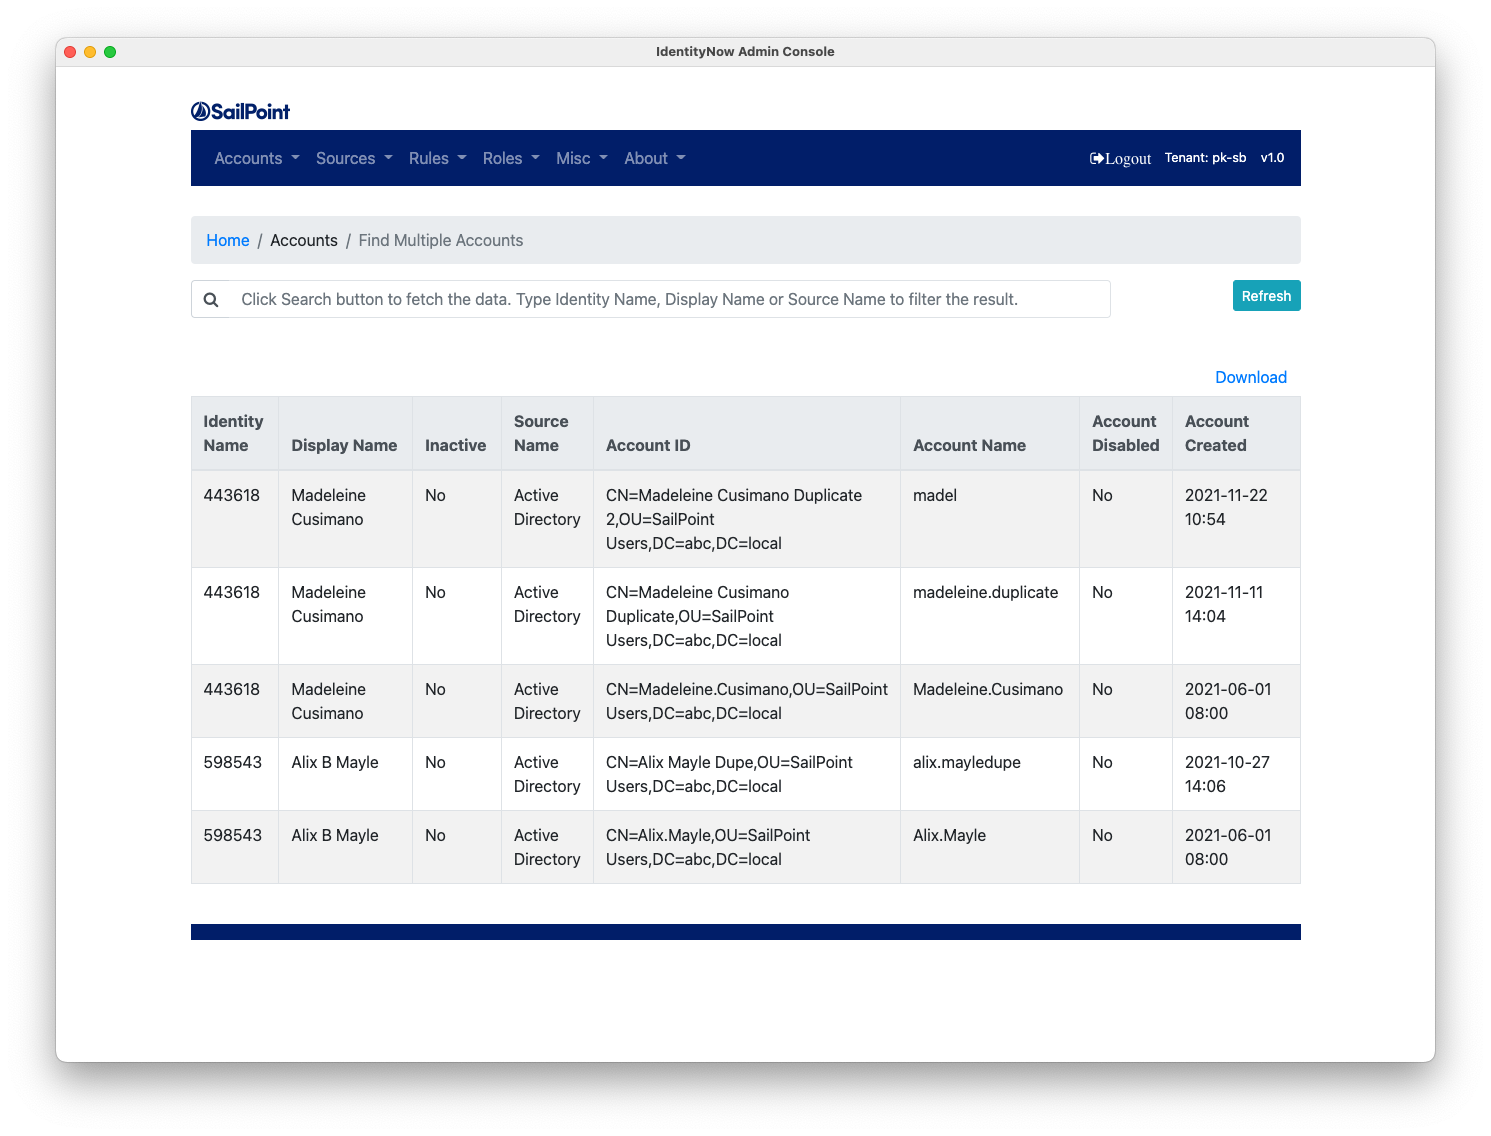 IdentityNow Admin Console
SailPoint
Accounts Sources Rules Roles Misc About Logout Tenant: pk-sb v1.0
Home / Accounts / Find Multiple Accounts
Click Search button to fetch the data. Type Identity Name, Display Name or Source Name to filter the result. Refresh
Download
Identity Name Display Name Inactive Source Name Account ID Account Name Account Disabled Account Created
443618 Madeleine Cusimano No Active Directory CN=Madeleine Cusimano Duplicate 2,OU=SailPoint Users,DC=abc,DC=local madel No 2021-11-22 10:54
443618 Madeleine Cusimano No Active Directory CN=Madeleine Cusimano Duplicate,OU=SailPoint Users,DC=abc,DC=local madeleine.duplicate No 2021-11-11 14:04
443618 Madeleine Cusimano No Active Directory CN=Madeleine.Cusimano,OU=SailPoint Users,DC=abc,DC=local Madeleine.Cusimano No 2021-06-01 08:00
598543 Alix B Mayle No Active Directory CN=Alix Mayle Dupe,OU=SailPoint Users,DC=abc,DC=local alix.mayledupe No 2021-10-27 14:06
598543 Alix B Mayle No Active Directory CN=Alix.Mayle,OU=SailPoint Users,DC=abc,DC=local Alix.Mayle No 2021-06-01 08:00